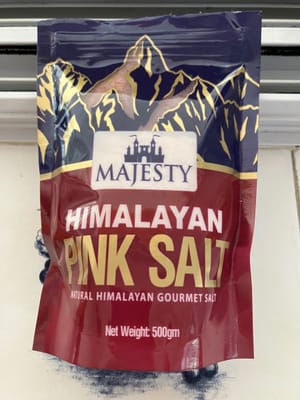 MAJESTY
HIMALAYAN
PINK SALT
NATURAL HIMALAYAN GOURMET SALT
Net Weight: 500gm